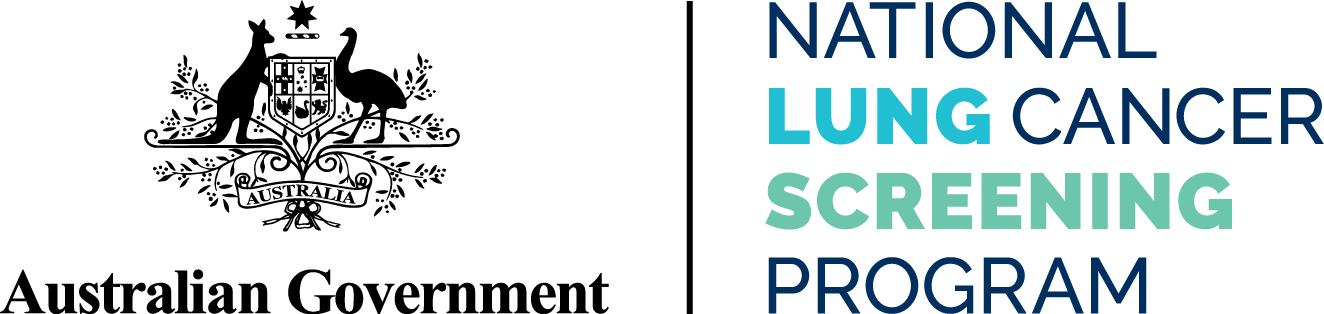 AUSTRALIA
Australian Government
NATIONAL
LUNG CANCER
SCREENING
PROGRAM